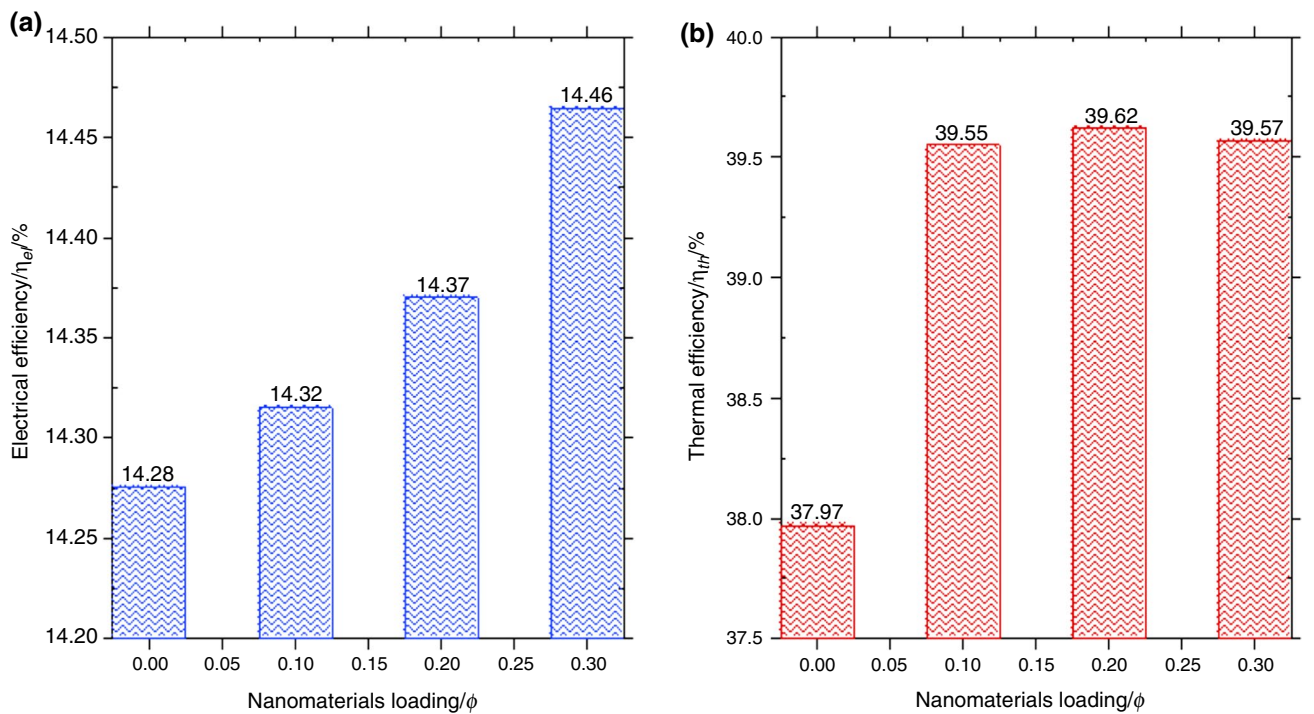 (a)
14.50
14.45
14.40
14.35
14.30
14.25
14.20
Electrical efficiency/ηel/%
14.28
14.32
14.37
14.46
0.00 0.05 0.10 0.15 0.20 0.25 0.30
Nanomaterials loading/ϕ
(b)
40.0
39.5
39.0
38.5
38.0
37.5
Thermal efficiency/ηth/%
37.97
39.55
39.62
39.57
0.00 0.05 0.10 0.15 0.20 0.25 0.30
Nanomaterials loading/ϕ